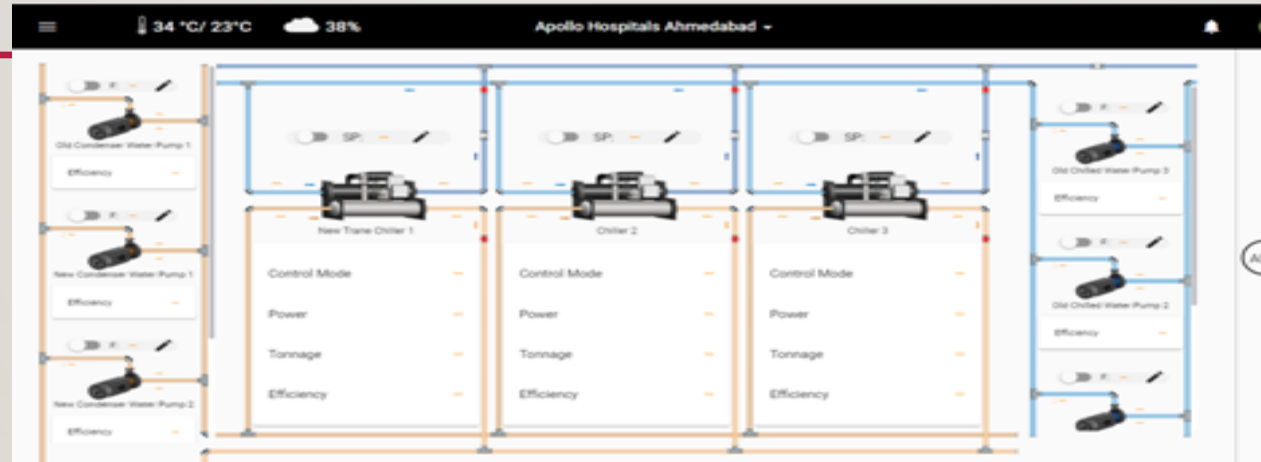 34 °C/ 23°C 38% Apollo Hospitals Ahmedabad
F:
Old Condenser Water Pump 1
Efficiency
F:
New Condenser Water Pump 1
Efficiency
F:
New Condenser Water Pump 2
Efficiency
SP:
New Trane Chiller 1
Control Mode
Power
Tonnage
Efficiency
SP:
Chiller 2
Control Mode
Power
Tonnage
Efficiency
SP:
Chiller 3
Control Mode
Power
Tonnage
Efficiency
F:
Old Chilled Water Pump 3
Efficiency
F:
Old Chilled Water Pump 2
Efficiency
F: